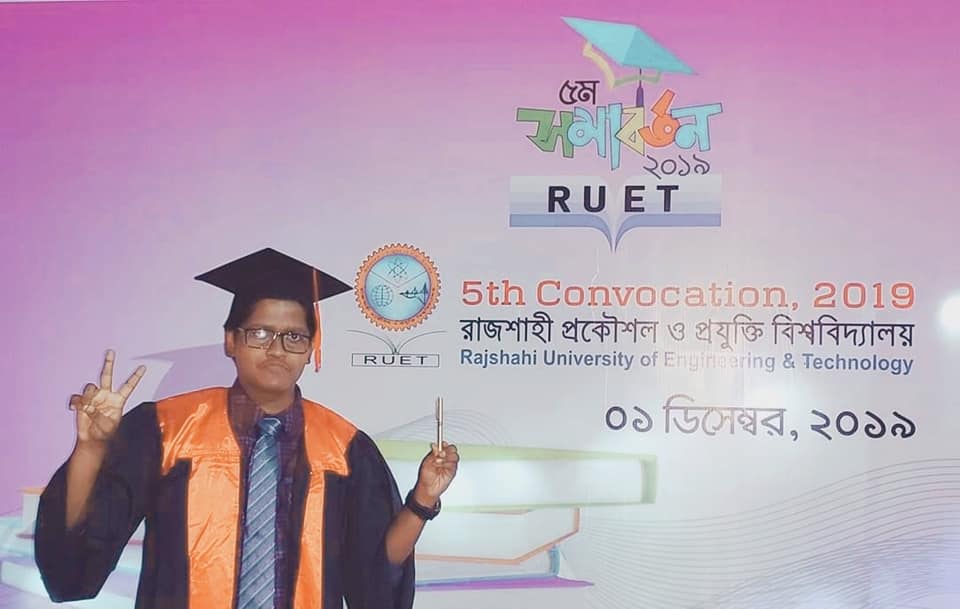 ৫ম
সমাবর্তন
২০১৯
RUET
5th Convocation, 2019
রাজশাহী প্রকৌশল ও প্রযুক্তি বিশ্ববিদ্যালয়
RUET
Rajshahi University of Engineering & Technology
০১ ডিসেম্বর, ২০১৯